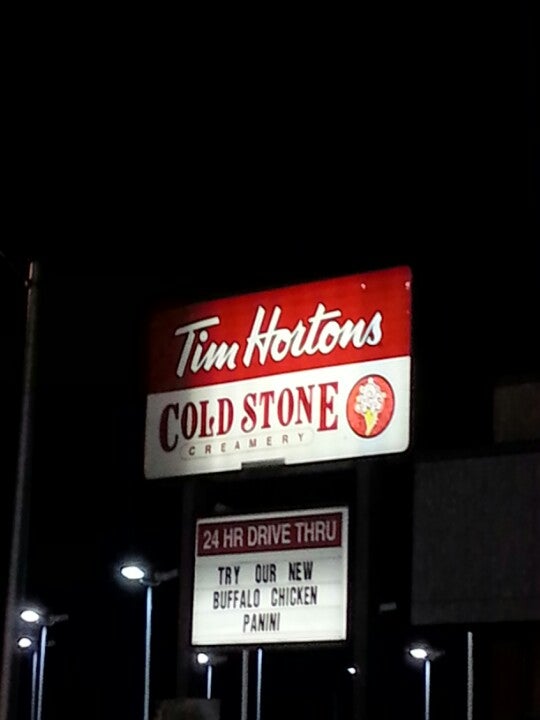 Tim Hortons
COLD STONE
CREAMERY
24 HR DRIVE THRU
TRY OUR NEW
BUFFALO CHICKEN
PANINI